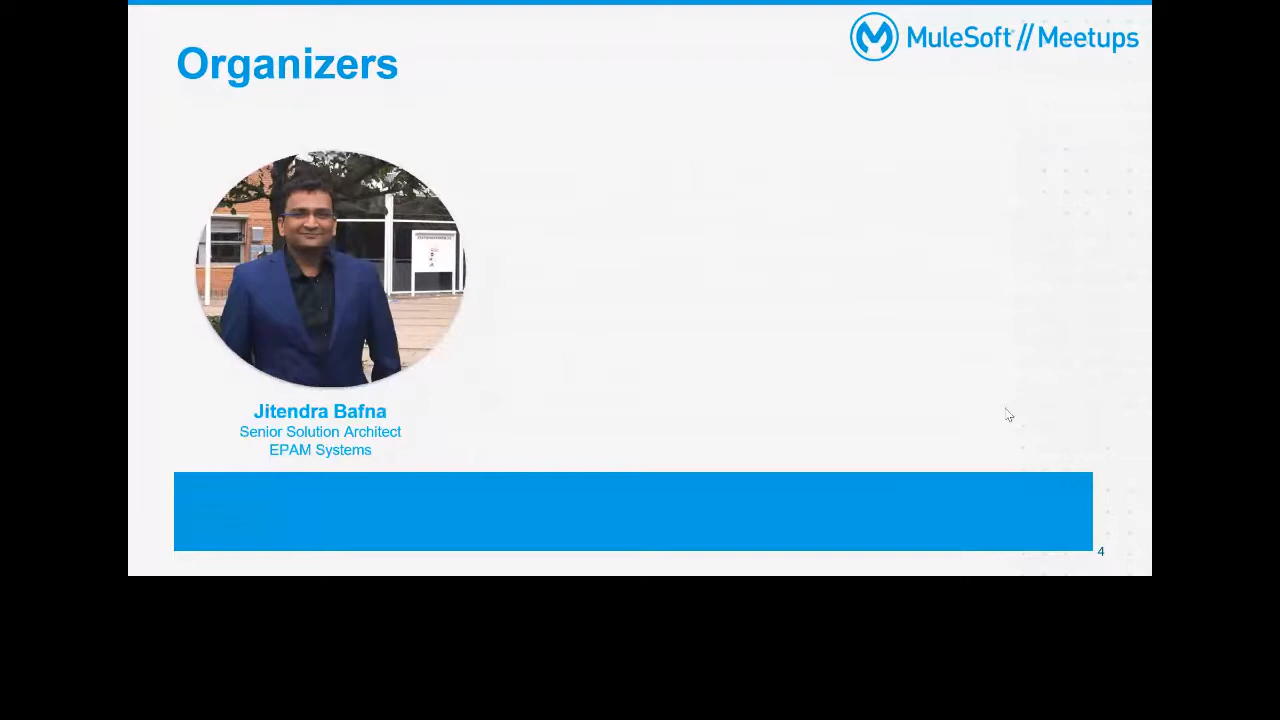 MuleSoft // Meetups
Organizers
Jitendra Bafna
Senior Solution Architect
EPAM Systems
4